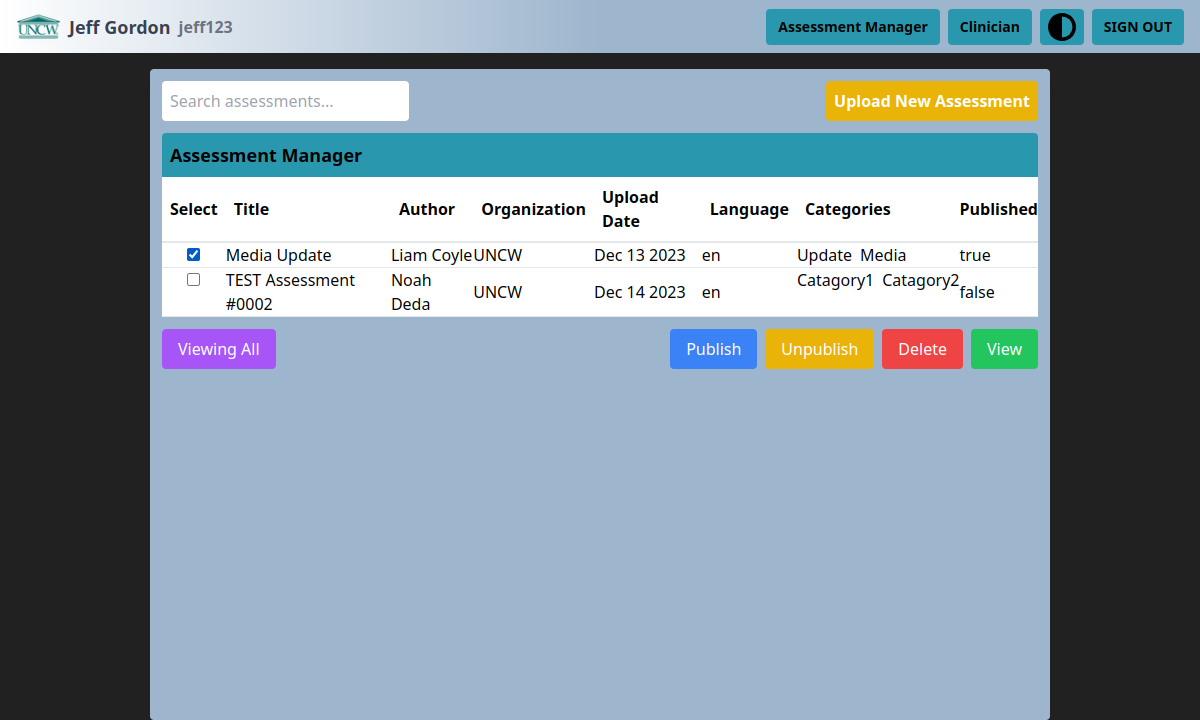 UNCW Jeff Gordon jeff123 Assessment Manager Clinician SIGN OUT
Search assessments... Upload New Assessment
Assessment Manager
Select Title Author Organization Upload Date Language Categories Published
Media Update Liam Coyle UNCW Dec 13 2023 en Update Media true
TEST Assessment #0002 Noah Deda UNCW Dec 14 2023 en Catagory1 Catagory2 false
Viewing All Publish Unpublish Delete View